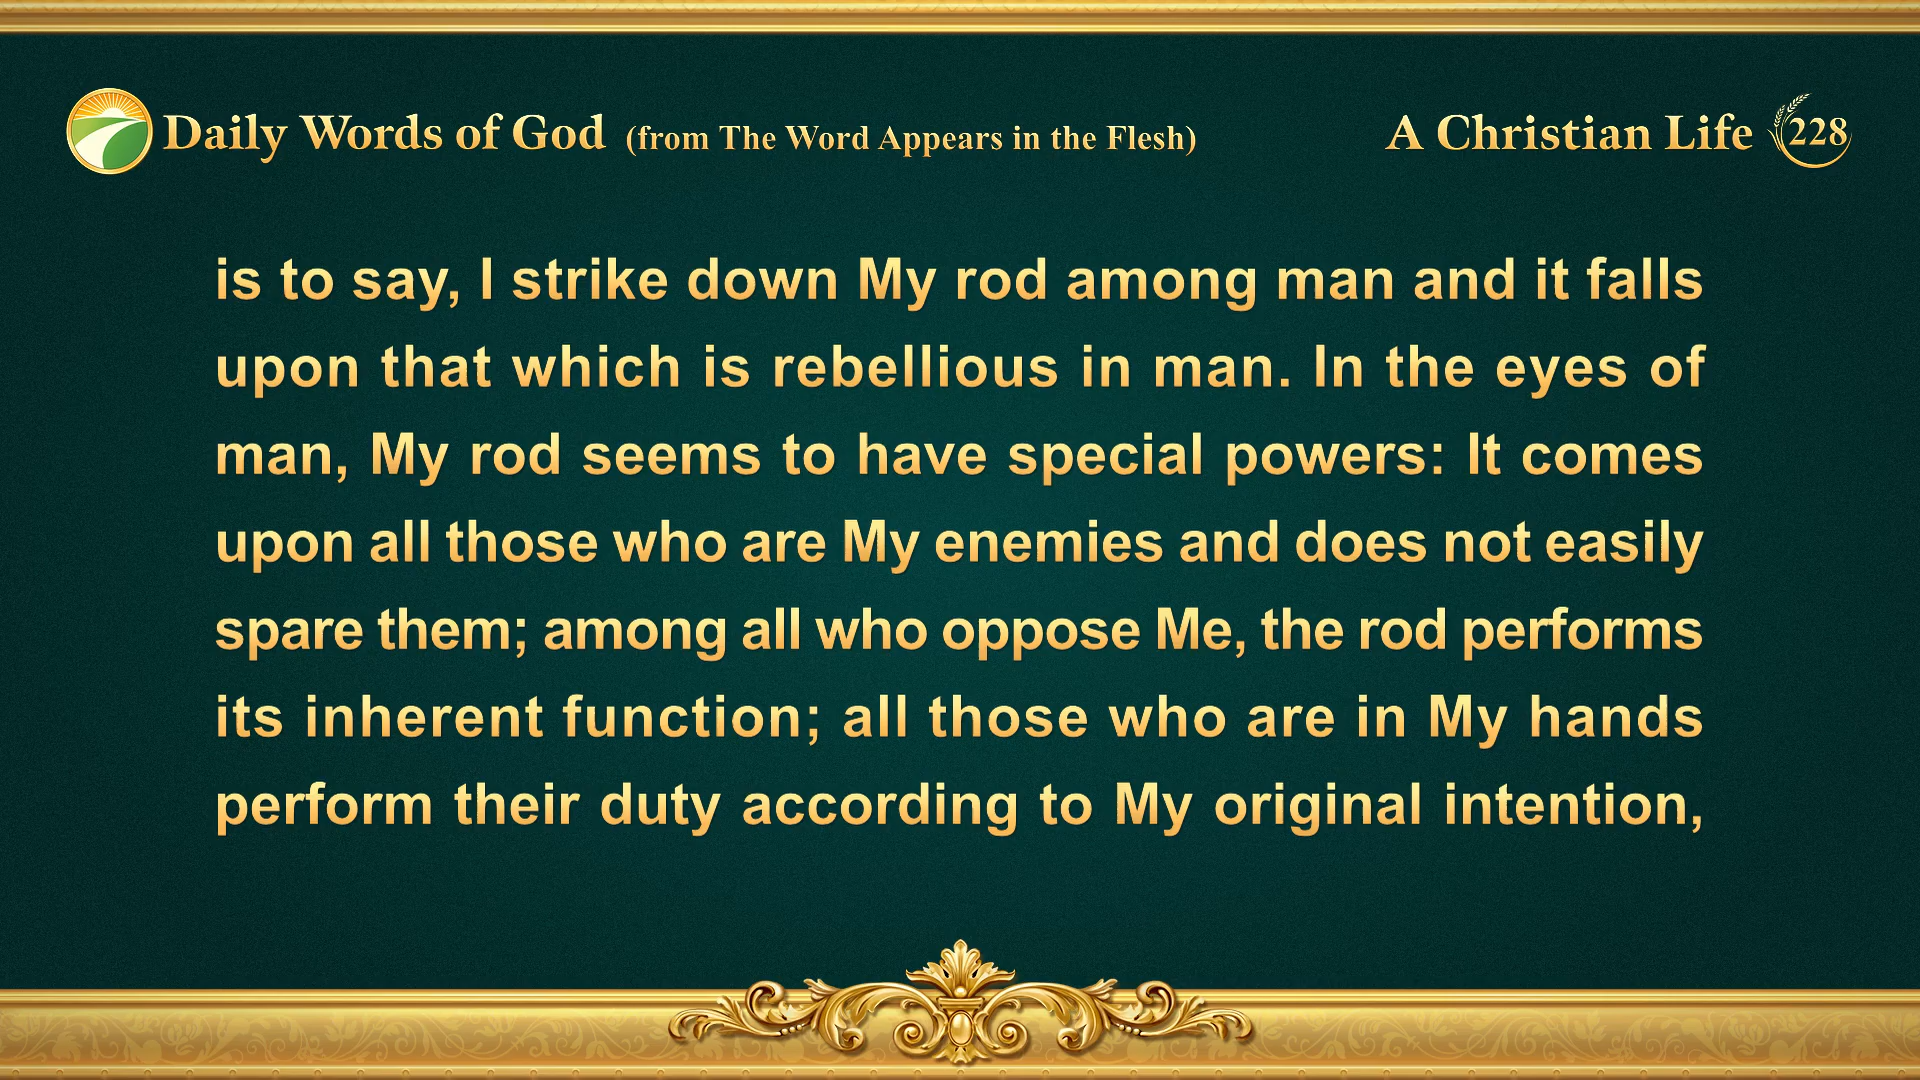 Daily Words of God (from The Word Appears in the Flesh)
A Christian Life 228
is to say, I strike down My rod among man and it falls
upon that which is rebellious in man. In the eyes of
man, My rod seems to have special powers: It comes
upon all those who are My enemies and does not easily
spare them; among all who oppose Me, the rod performs
its inherent function; all those who are in My hands
perform their duty according to My original intention,